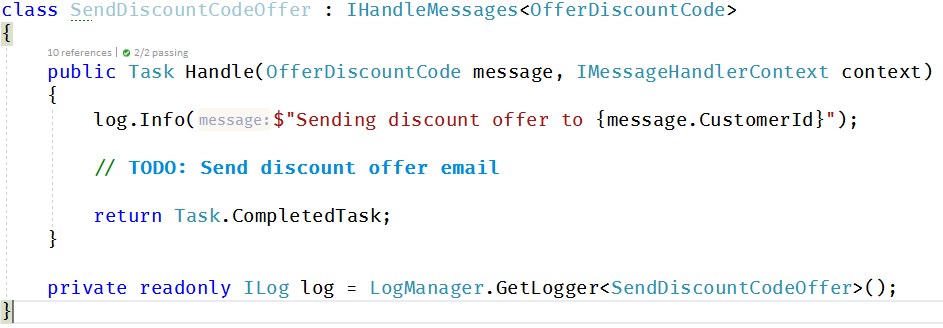 class SendDiscountCodeOffer : IHandleMessages<OfferDiscountCode>
{
10 references | 2/2 passing
public Task Handle(OfferDiscountCode message, IMessageHandlerContext context)
{
log.Info(message:$"Sending discount offer to {message.CustomerId}");
// TODO: Send discount offer email
return Task.CompletedTask;
}
private readonly ILog log = LogManager.GetLogger<SendDiscountCodeOffer>();
}